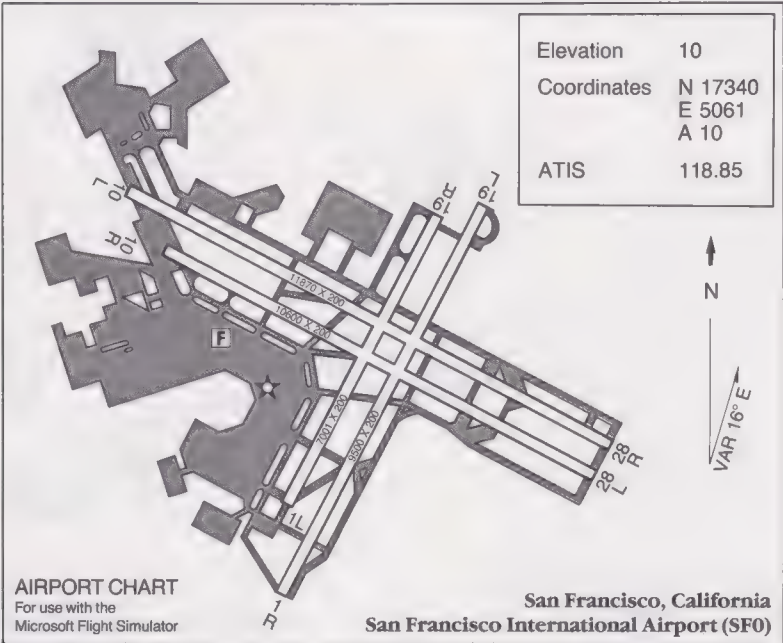 Elevation 10
Coordinates N 17340
E 5061
A 10
ATIS 118.85
10 L
10 R
19 R
19 L
11870 X 200
10600 X 200
F
7001 X 200
9500 X 200
28 R
28 L
1L
1 R
N
VAR 16° E
AIRPORT CHART
For use with the
Microsoft Flight Simulator
San Francisco, California
San Francisco International Airport (SFO)